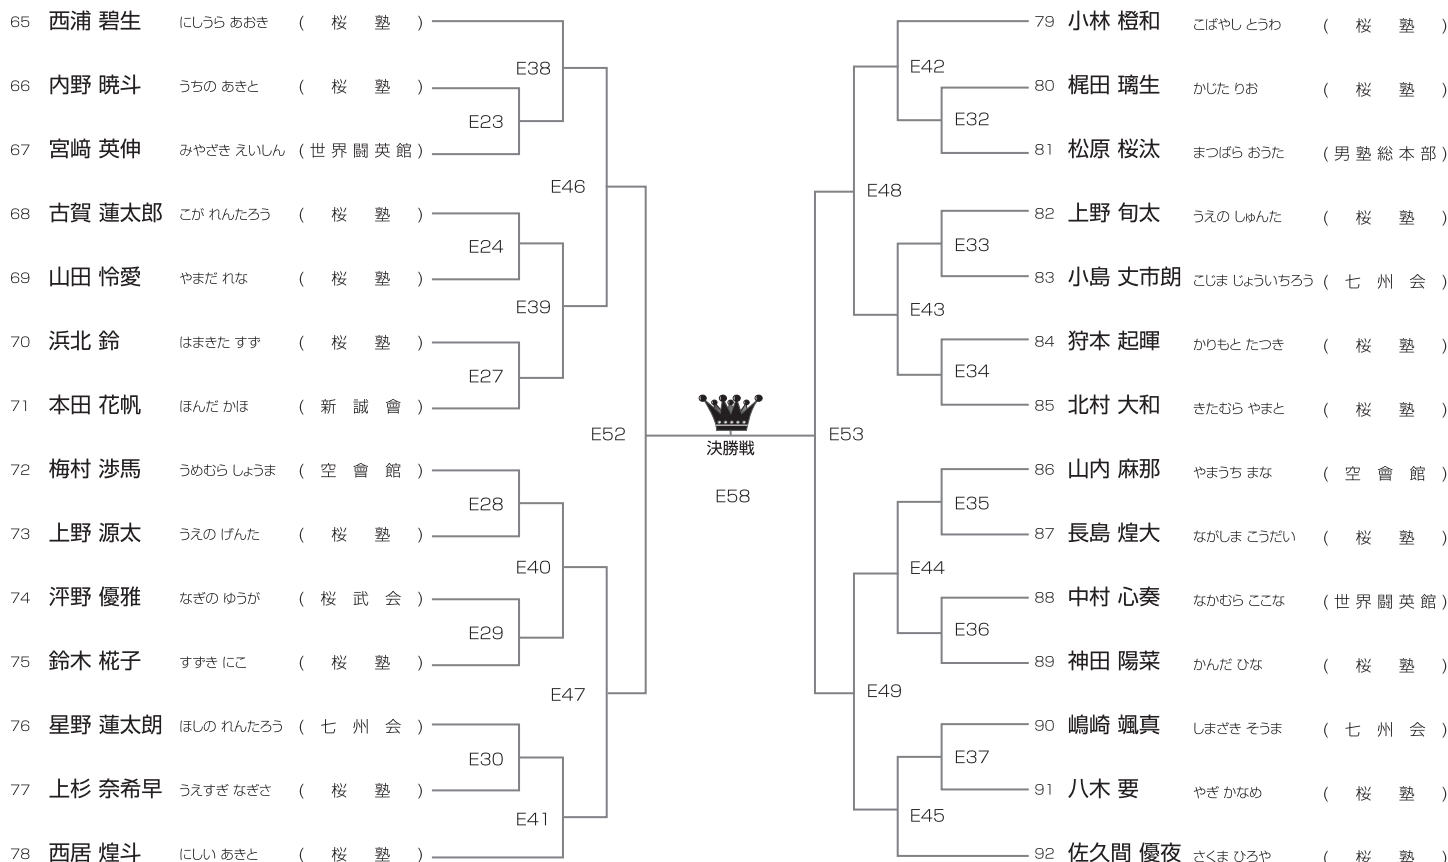 65 西浦 碧生 にしうら あおき ( 桜 塾 )
E38
66 内野 暁斗 うちの あきと ( 桜 塾 )
E23
67 宮﨑 英伸 みやざき えいしん ( 世 界 闘 英 館 )
E46
68 古賀 蓮太郎 こが れんたろう ( 桜 塾 )
E24
69 山田 怜愛 やまだ れな ( 桜 塾 )
E39
70 浜北 鈴 はまきた すず ( 桜 塾 )
E27
71 本田 花帆 ほんだ かほ ( 新 誠 會 )
E52
72 梅村 渉馬 うめむら しょうま ( 空 會 館 )
E28
73 上野 源太 うえの げんた ( 桜 塾 )
E40
74 泙野 優雅 なぎの ゆうが ( 桜 武 会 )
E29
75 鈴木 椛子 すずき にこ ( 桜 塾 )
E47
76 星野 蓮太朗 ほしの れんたろう ( 七 州 会 )
E30
77 上杉 奈希早 うえすぎ なぎさ ( 桜 塾 )
E41
78 西居 煌斗 にしい あきと ( 桜 塾 )
決勝戦
E58
79 小林 橙和 こばやし とうわ ( 桜 塾 )
E42
80 梶田 璃生 かじた りお ( 桜 塾 )
E32
81 松原 桜汰 まつばら おうた ( 男 塾 総 本 部 )
E48
82 上野 旬太 うえの しゅんた ( 桜 塾 )
E33
83 小島 丈市朗 こじま じょういちろう ( 七 州 会 )
E43
84 狩本 起暉 かりもと たつき ( 桜 塾 )
E34
85 北村 大和 きたむら やまと ( 桜 塾 )
E53
86 山内 麻那 やまうち まな ( 空 會 館 )
E35
87 長島 煌大 ながしま こうだい ( 桜 塾 )
E44
88 中村 心奏 なかむら ここな ( 世 界 闘 英 館 )
E36
89 神田 陽菜 かんだ ひな ( 桜 塾 )
E49
90 嶋崎 颯真 しまざき そうま ( 七 州 会 )
E37
91 八木 要 やぎ かなめ ( 桜 塾 )
E45
92 佐久間 優夜 さくま ひろや ( 桜 塾 )